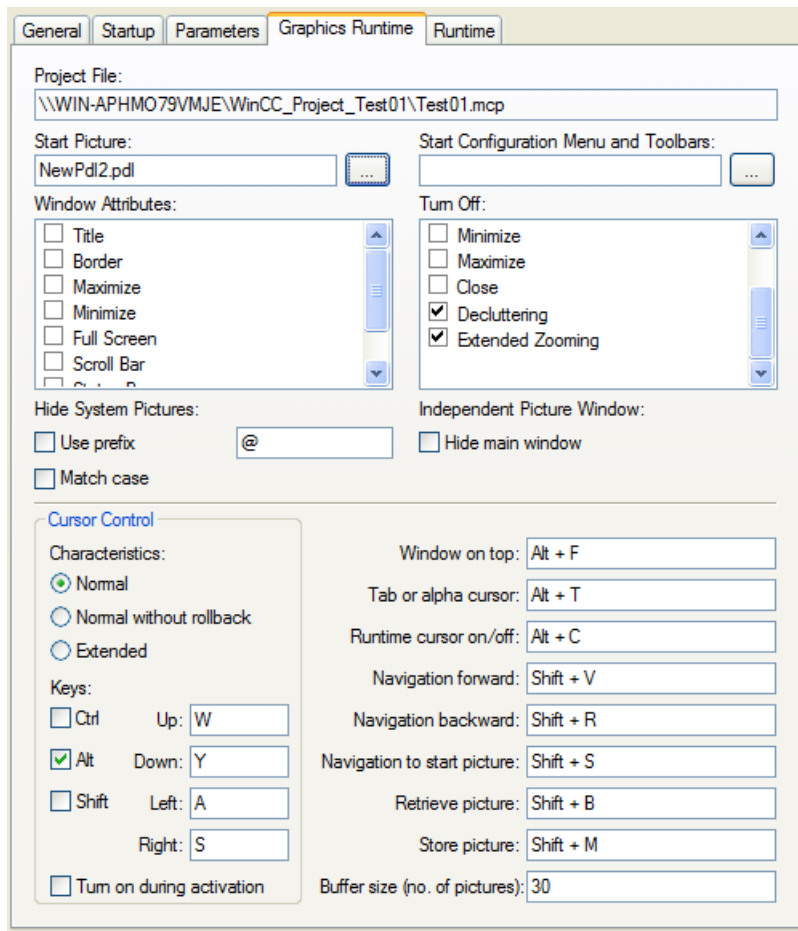 General Startup Parameters Graphics Runtime Runtime
Project File:
\\WIN-APHMO79VMJE\WinCC_Project_Test01\Test01.mcp
Start Picture: Start Configuration Menu and Toolbars:
NewPdl2.pdl ... ...
Window Attributes: Turn Off:
Title Minimize
Border Maximize
Maximize Close
Minimize Decluttering
Full Screen Extended Zooming
Scroll Bar
Hide System Pictures: Independent Picture Window:
Use prefix @ Hide main window
Match case
Cursor Control
Characteristics: Window on top: Alt + F
Normal Tab or alpha cursor: Alt + T
Normal without rollback Runtime cursor on/off: Alt + C
Extended Navigation forward: Shift + V
Keys:
Ctrl Up: W Navigation backward: Shift + R
Alt Down: Y Navigation to start picture: Shift + S
Shift Left: A Retrieve picture: Shift + B
Right: S Store picture: Shift + M
Turn on during activation Buffer size (no. of pictures): 30